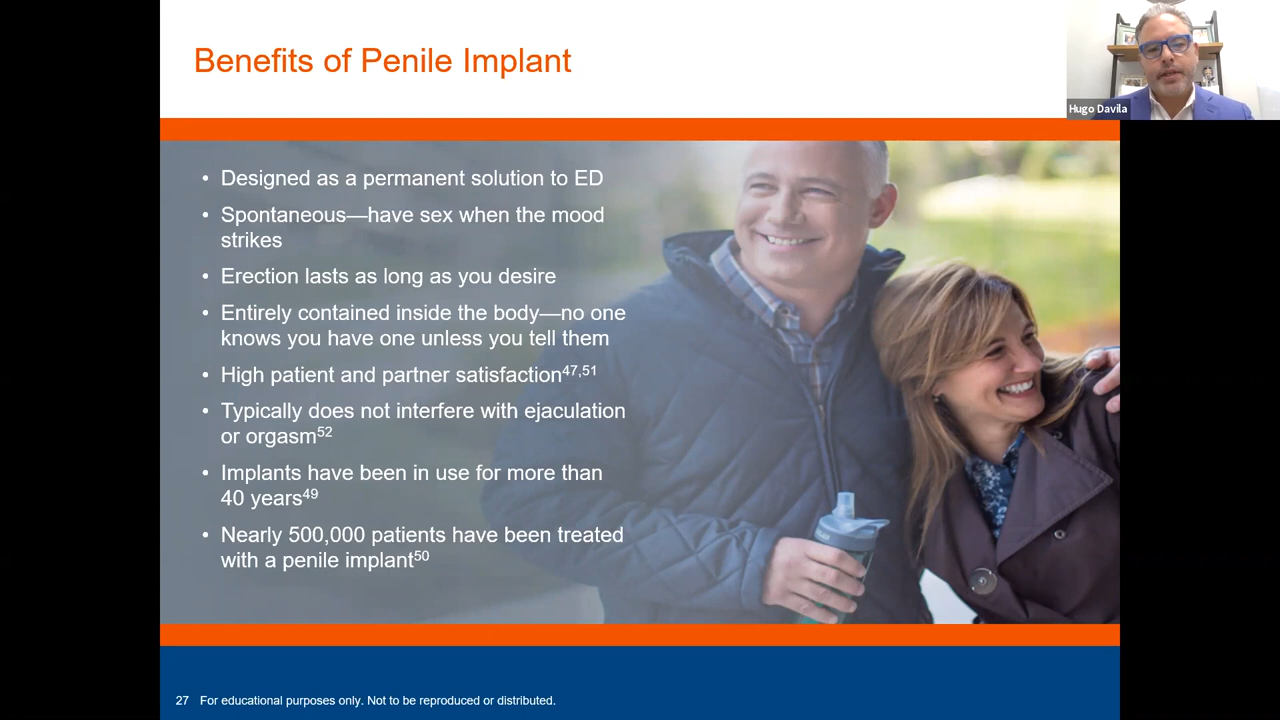 Benefits of Penile Implant
Hugo Davila
• Designed as a permanent solution to ED
• Spontaneous—have sex when the mood
strikes
• Erection lasts as long as you desire
• Entirely contained inside the body—no one
knows you have one unless you tell them
• High patient and partner satisfaction47,51
• Typically does not interfere with ejaculation
or orgasm52
• Implants have been in use for more than
40 years49
• Nearly 500,000 patients have been treated
with a penile implant50
27 For educational purposes only. Not to be reproduced or distributed.